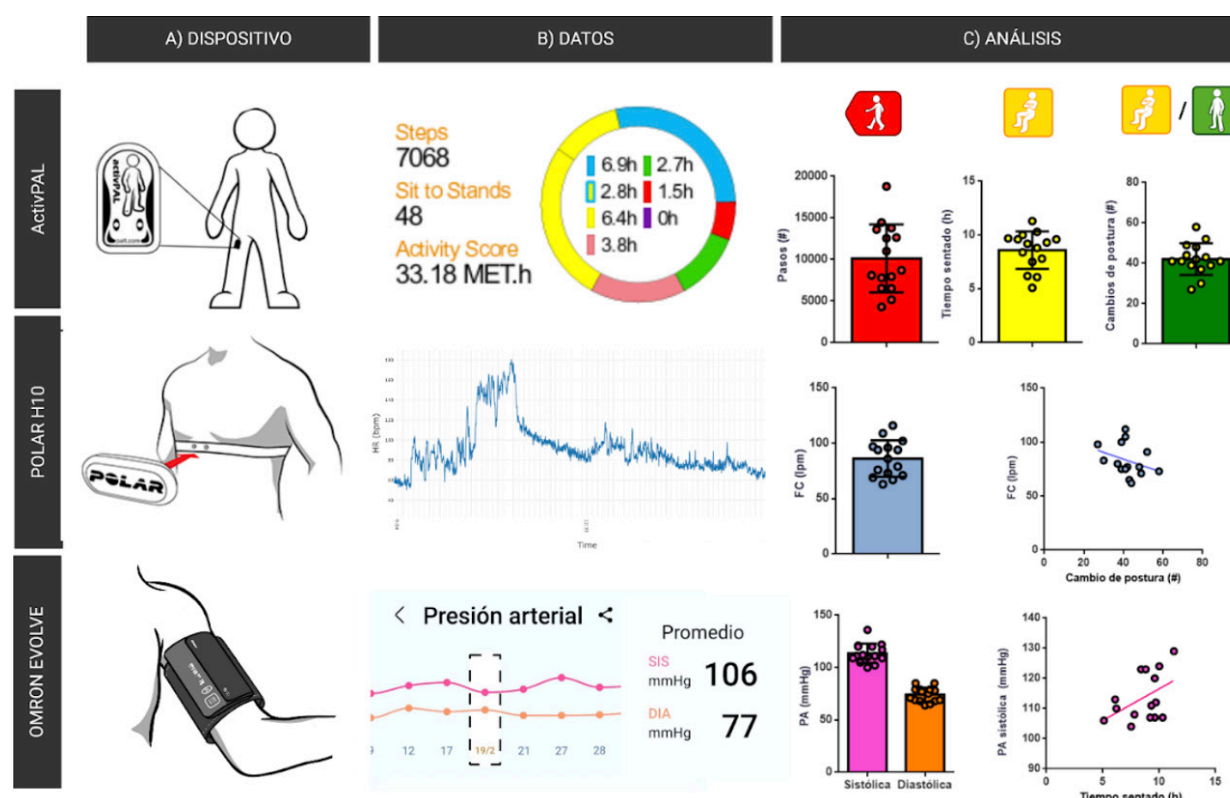 A) DISPOSITIVO
B) DATOS
C) ANÁLISIS
ActivPAL
activPAL
Steps
7068
Sit to Stands
48
Activity Score
33.18 MET.h
6.9h
2.7h
2.8h
1.5h
6.4h
0h
3.8h
/
Pasos (#)
20000
15000
10000
5000
0
Tiempo sentado (h)
15
10
5
0
Cambios de postura (#)
80
60
40
20
0
POLAR H10
POLAR
HR (bpm)
Time
FC (lpm)
150
100
50
0
FC (lpm)
150
100
50
0
0 20 40 60 80
Cambio de postura (#)
OMRON EVOLVE
Presión arterial
12 17 19/2 21 27 28
Promedio
SIS
mmHg 106
DIA
mmHg 77
PA (mmHg)
150
100
50
0
Sistólica Diastólica
PA sistólica (mmHg)
140
130
120
110
100
90
0 5 10 15
Tiempo sentado (h)